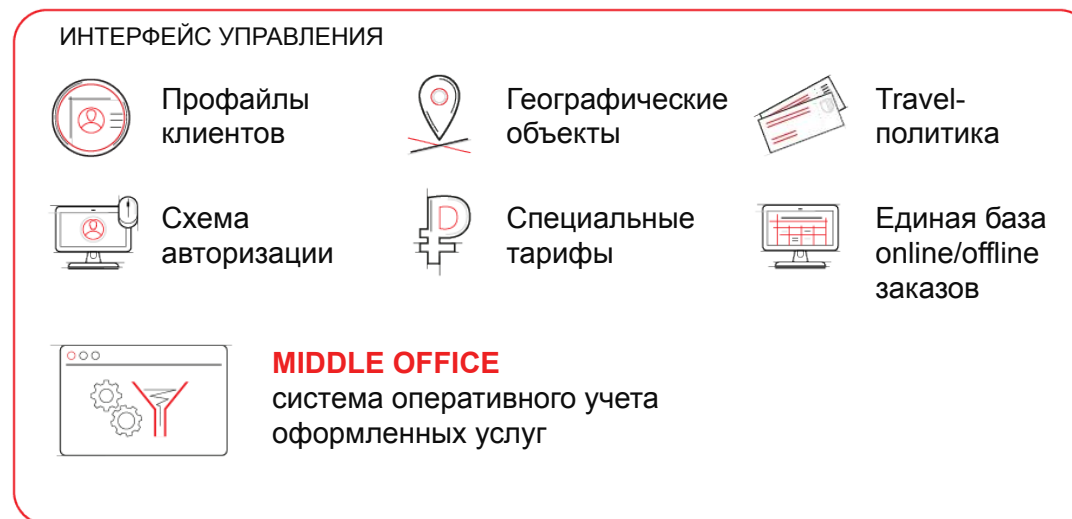 ИНТЕРФЕЙС УПРАВЛЕНИЯ
Профайлы
клиентов
Географические
объекты
Travel-
политика
Схема
авторизации
Специальные
тарифы
Единая база
online/offline
заказов
MIDDLE OFFICE
система оперативного учета
оформленных услуг